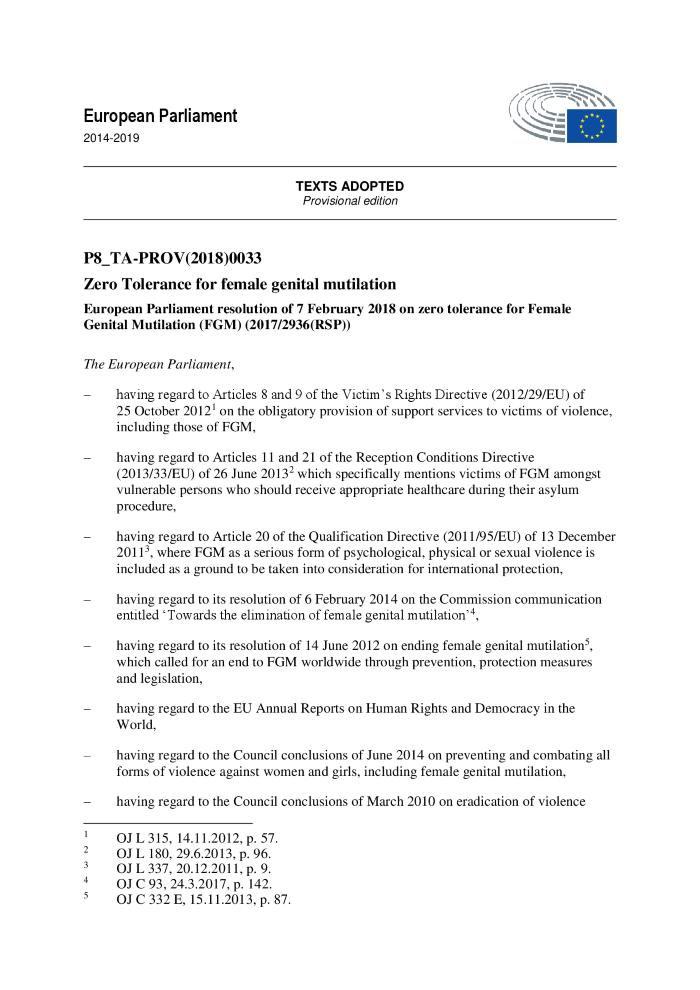 European Parliament
2014-2019
TEXTS ADOPTED
Provisional edition
P8_TA-PROV(2018)0033
Zero Tolerance for female genital mutilation
European Parliament resolution of 7 February 2018 on zero tolerance for Female
Genital Mutilation (FGM) (2017/2936(RSP))
The European Parliament,
– having regard to Articles 8 and 9 of the Victim’s Rights Directive (2012/29/EU) of
25 October 2012¹ on the obligatory provision of support services to victims of violence,
including those of FGM,
– having regard to Articles 11 and 21 of the Reception Conditions Directive
(2013/33/EU) of 26 June 2013² which specifically mentions victims of FGM amongst
vulnerable persons who should receive appropriate healthcare during their asylum
procedure,
– having regard to Article 20 of the Qualification Directive (2011/95/EU) of 13 December
2011³, where FGM as a serious form of psychological, physical or sexual violence is
included as a ground to be taken into consideration for international protection,
– having regard to its resolution of 6 February 2014 on the Commission communication
entitled ‘Towards the elimination of female genital mutilation’⁴,
– having regard to its resolution of 14 June 2012 on ending female genital mutilation⁵,
which called for an end to FGM worldwide through prevention, protection measures
and legislation,
– having regard to the EU Annual Reports on Human Rights and Democracy in the
World,
– having regard to the Council conclusions of June 2014 on preventing and combating all
forms of violence against women and girls, including female genital mutilation,
– having regard to the Council conclusions of March 2010 on eradication of violence
¹ OJ L 315, 14.11.2012, p. 57.
² OJ L 180, 29.6.2013, p. 96.
³ OJ L 337, 20.12.2011, p. 9.
⁴ OJ C 93, 24.3.2017, p. 142.
⁵ OJ C 332 E, 15.11.2013, p. 87.